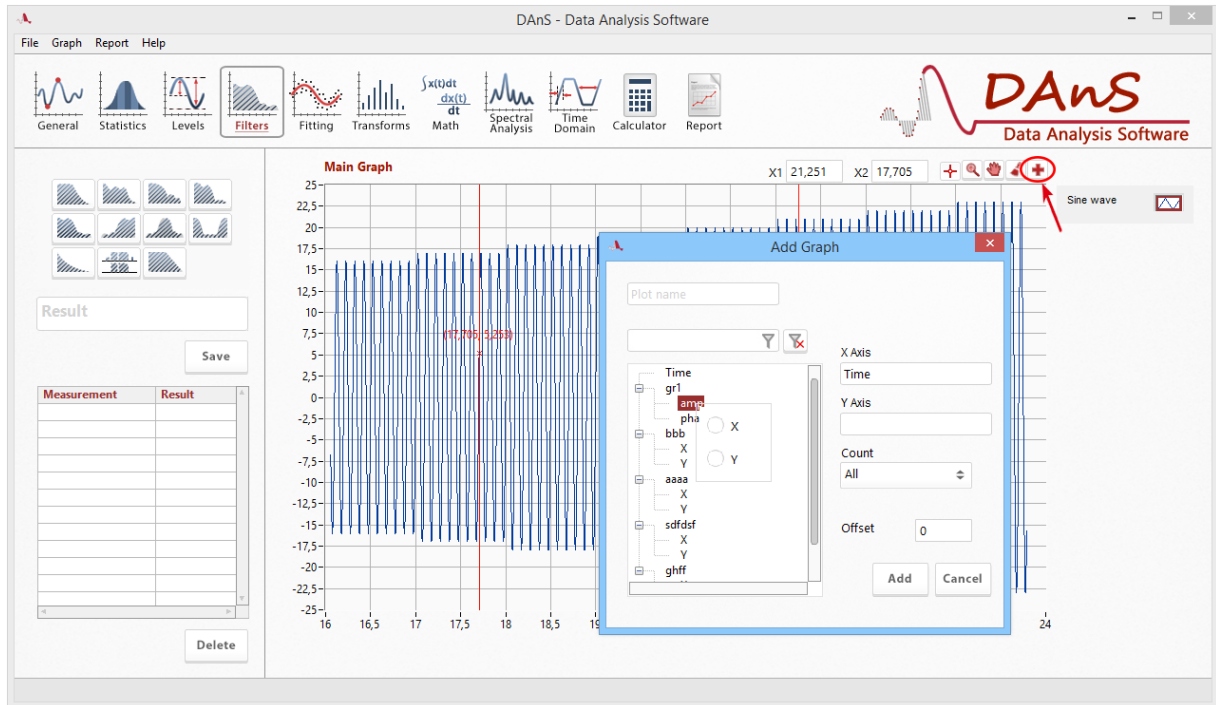 DAnS - Data Analysis Software
File Graph Report Help
General Statistics Levels Filters Fitting Transforms Math Spectral Analysis Time Domain Calculator Report
∫x(t)dt
dx(t)
dt
DAnS
Data Analysis Software
Main Graph
X1 21,251 X2 17,705
Sine wave
Result
Save
Measurement Result
Delete
25
22,5
20
17,5
15
12,5
10
7,5
5
2,5
0
-2,5
-5
-7,5
-10
-12,5
-15
-17,5
-20
-22,5
-25
(17,705, 5,253)
16 16,5 17 17,5 18 18,5 19 24
Add Graph
Plot name
Time
gr1
pha
bbb
X
Y
aaaa
X
Y
sdfdsf
X
Y
ghff
X
Y
X Axis
Time
Y Axis
Count
All
Offset 0
Add Cancel